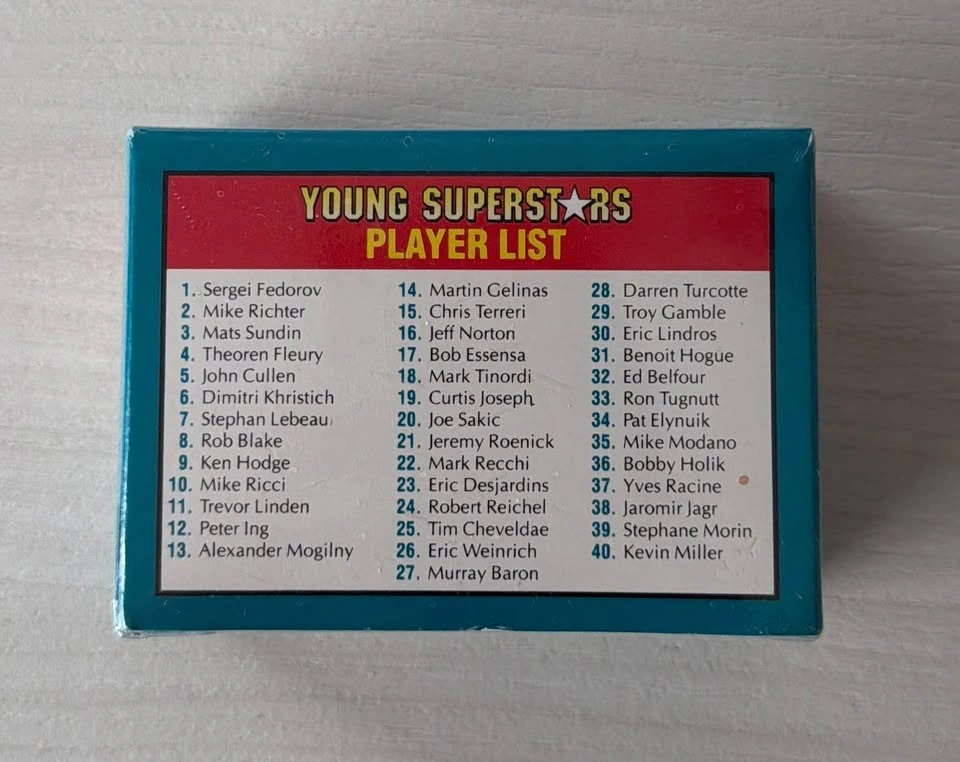 YOUNG SUPERST★RS
PLAYER LIST
1. Sergei Fedorov
2. Mike Richter
3. Mats Sundin
4. Theoren Fleury
5. John Cullen
6. Dimitri Khristich
7. Stephan Lebeau
8. Rob Blake
9. Ken Hodge
10. Mike Ricci
11. Trevor Linden
12. Peter Ing
13. Alexander Mogilny
14. Martin Gelinas
15. Chris Terreri
16. Jeff Norton
17. Bob Essensa
18. Mark Tinordi
19. Curtis Joseph
20. Joe Sakic
21. Jeremy Roenick
22. Mark Recchi
23. Eric Desjardins
24. Robert Reichel
25. Tim Cheveldae
26. Eric Weinrich
27. Murray Baron
28. Darren Turcotte
29. Troy Gamble
30. Eric Lindros
31. Benoit Hogue
32. Ed Belfour
33. Ron Tugnutt
34. Pat Elynuik
35. Mike Modano
36. Bobby Holik
37. Yves Racine
38. Jaromir Jagr
39. Stephane Morin
40. Kevin Miller